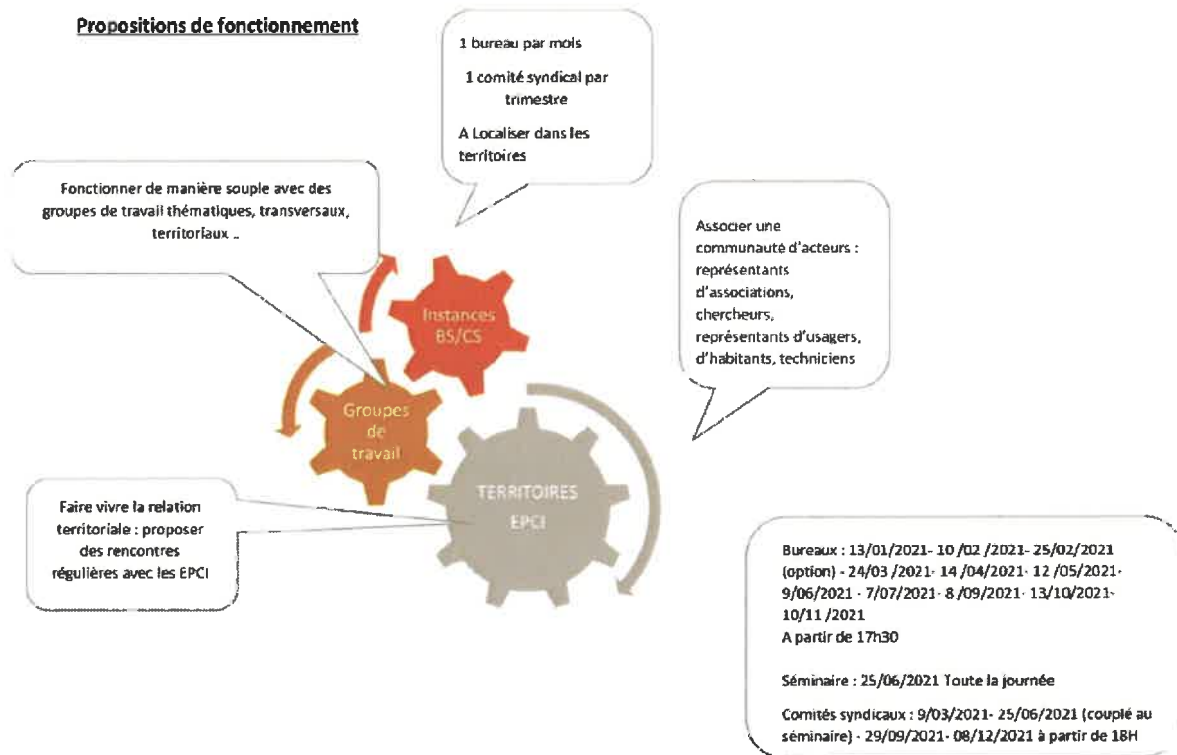 Propositions de fonctionnement
1 bureau par mois
1 comité syndical par
trimestre
A Localiser dans les
territoires
Fonctionner de manière souple avec des
groupes de travail thématiques, transversaux,
territoriaux ..
Associer une
communauté d'acteurs :
représentants
d'associations,
chercheurs,
représentants d'usagers,
d'habitants, techniciens
Instances
BS/CS
Groupes
de
travail
TERRITOIRES
EPCI
Faire vivre la relation
territoriale : proposer
des rencontres
régulières avec les EPCI
Bureaux : 13/01/2021- 10 /02 /2021- 25/02/2021
(option) - 24/03 /2021- 14 /04/2021- 12 /05/2021-
9/06/2021 - 7/07/2021- 8 /09/2021- 13/10/2021-
10/11 /2021
A partir de 17h30
Séminaire : 25/06/2021 Toute la journée
Comités syndicaux : 9/03/2021- 25/06/2021 (couplé au
séminaire) - 29/09/2021- 08/12/2021 à partir de 18H